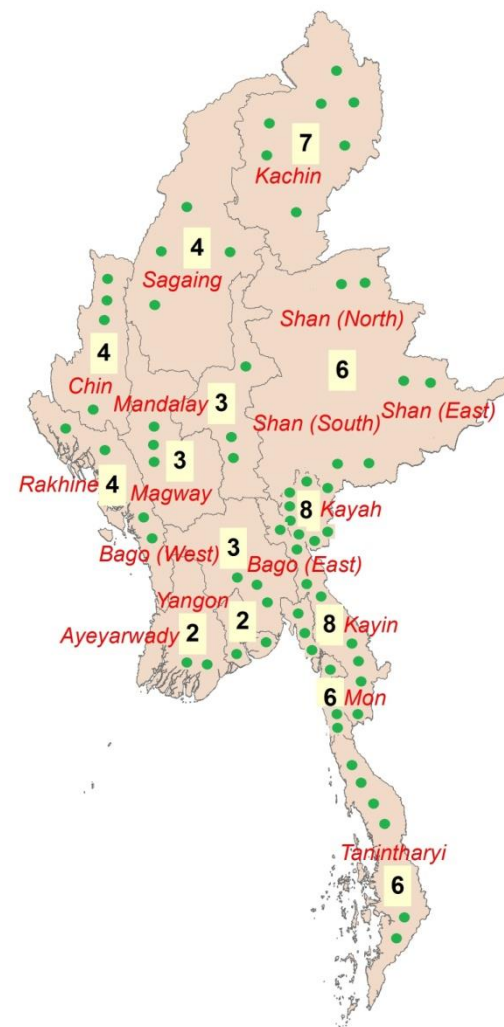 7
Kachin
4
Sagaing
Shan (North)
4
Chin
6
Mandalay 3
Shan (South)
Shan (East)
3
Rakhine 4
Magway
8 Kayah
Bago (West)
3
Bago (East)
Yangon
Ayeyarwady
2
2
8 Kayin
6 Mon
Tanintharyi
6